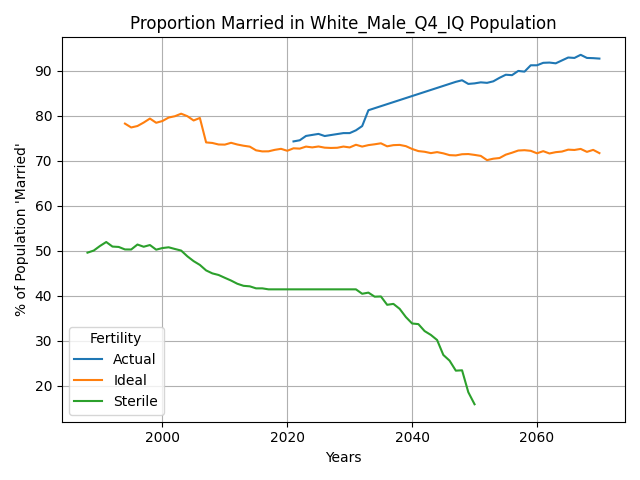 Proportion Married in White_Male_Q4_IQ Population
% of Population 'Married'
90
80
70
60
50
40
30
20
Fertility
Actual
Ideal
Sterile
2000
2020
2040
2060
Years